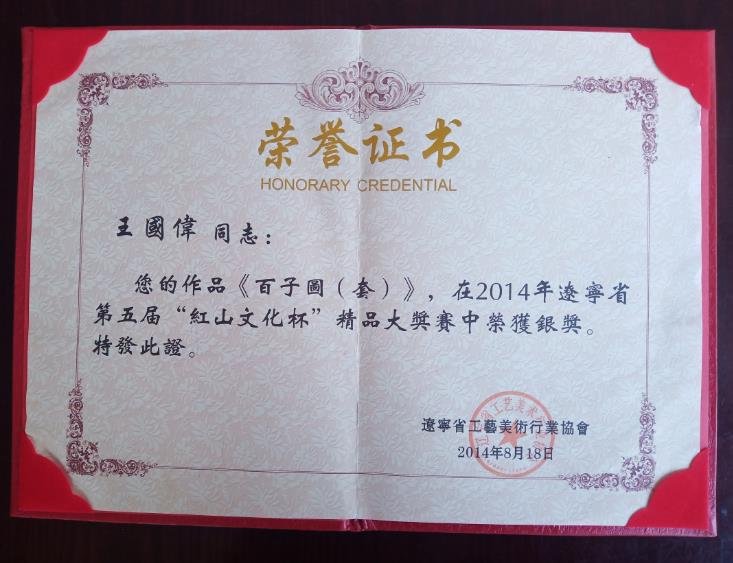 荣誉证书
HONORARY CREDENTIAL
王國偉 同志：
您的作品《百子圖（套）》，在2014年遼寧省
第五届“紅山文化杯”精品大獎賽中榮獲銀獎。
特發此證。
遼寧省工藝美術行業協會
2014年8月18日